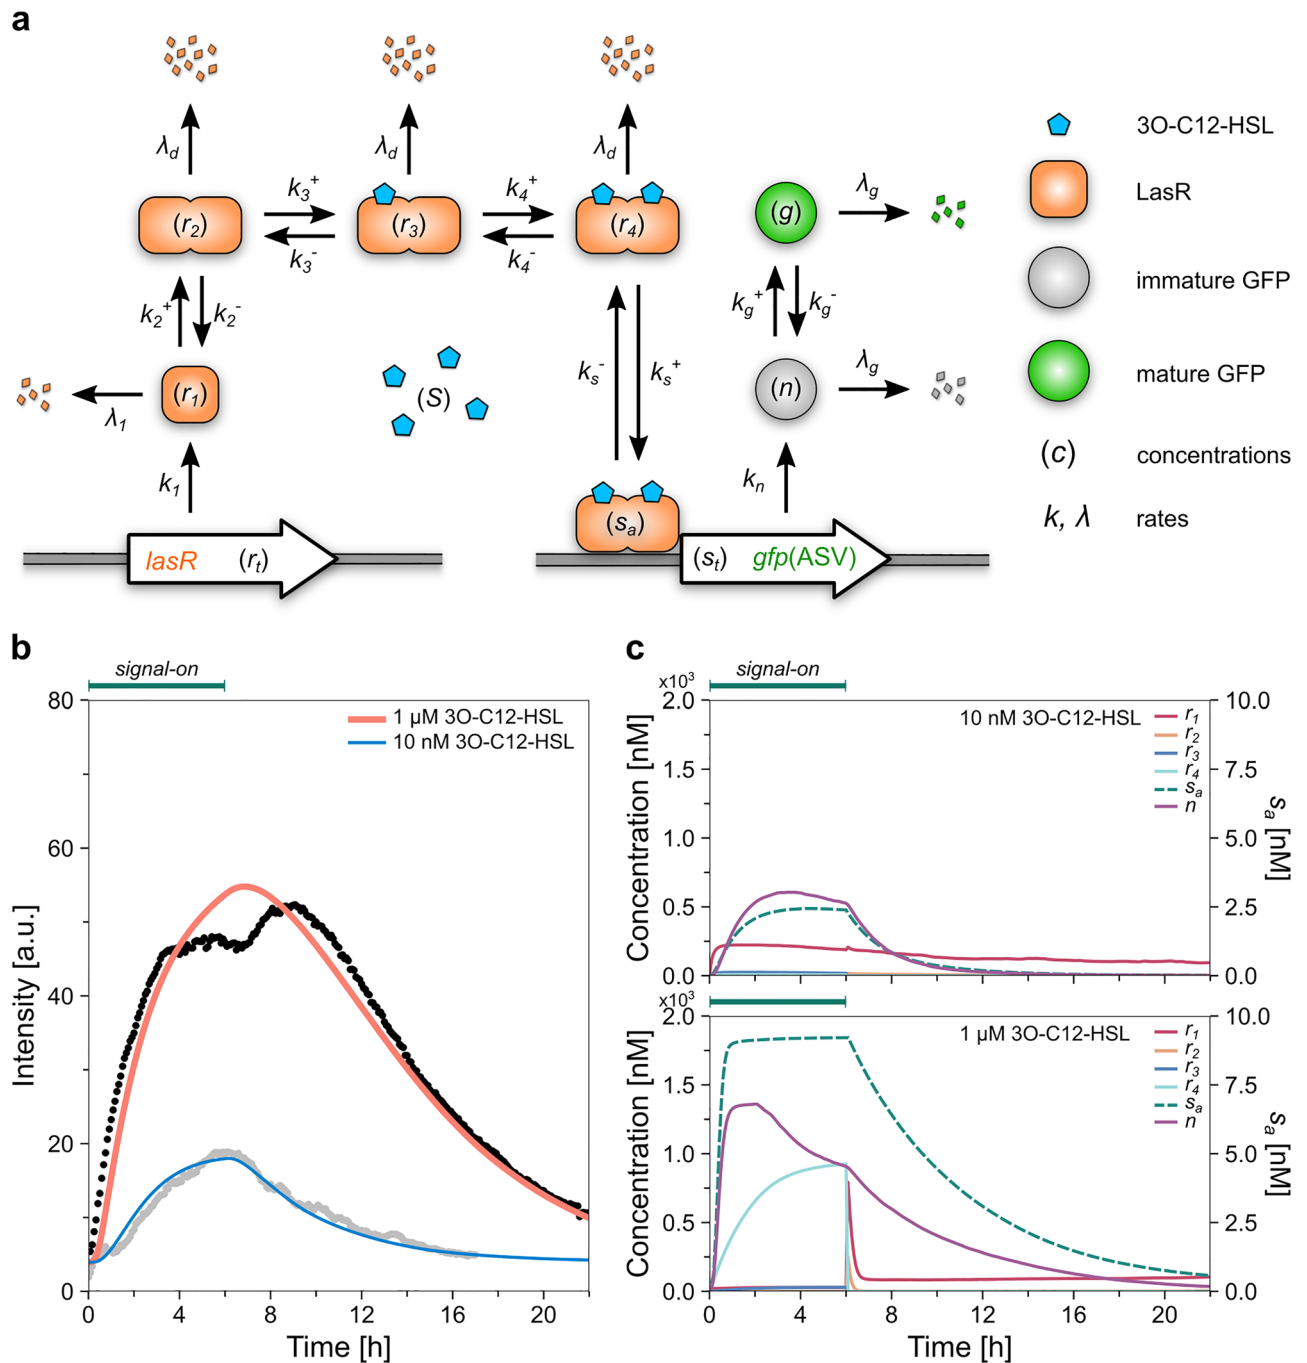 a
λd
λd
λd
3O-C12-HSL
k3+
k4+
λg
LasR
(r2)
(r3)
(r4)
(g)
k3-
k4-
immature GFP
k2+
k2-
kg+
kg-
ks-
ks+
λg
mature GFP
(r1)
(S)
(n)
λ1
(c)
concentrations
k1
kn
k, λ
rates
(sa)
lasR
(rt)
(st)
gfp(ASV)
b
signal-on
80
60
40
20
0
Intensity [a.u.]
1 µM 3O-C12-HSL
10 nM 3O-C12-HSL
0
4
8
12
16
20
Time [h]
c
signal-on
x10³
2.0
1.5
1.0
0.5
0.0
Concentration [nM]
10 nM 3O-C12-HSL
r1
r2
r3
r4
sa
n
10.0
7.5
5.0
2.5
0.0
sa [nM]
x10³
2.0
1.5
1.0
0.5
0.0
Concentration [nM]
1 µM 3O-C12-HSL
r1
r2
r3
r4
sa
n
10.0
7.5
5.0
2.5
0.0
sa [nM]
0
4
8
12
16
20
Time [h]